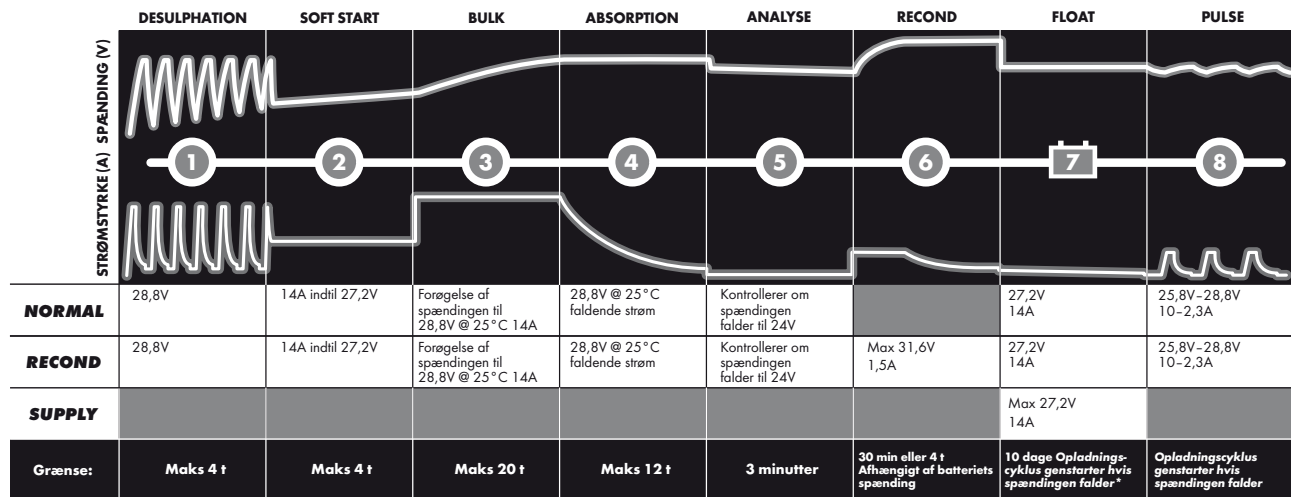 DESULPHATION SOFT START BULK ABSORPTION ANALYSE RECOND FLOAT PULSE
SPÆNDING (V)
STRØMSTYRKE (A)
1 2 3 4 5 6 7 8
NORMAL
28,8V
14A indtil 27,2V
Forøgelse af
spændingen til
28,8V @ 25°C 14A
28,8V @ 25°C
faldende strøm
Kontrollerer om
spændingen
falder til 24V
27,2V
14A
25,8V–28,8V
10–2,3A
RECOND
28,8V
14A indtil 27,2V
Forøgelse af
spændingen til
28,8V @ 25°C 14A
28,8V @ 25°C
faldende strøm
Kontrollerer om
spændingen
falder til 24V
Max 31,6V
1,5A
27,2V
14A
25,8V–28,8V
10–2,3A
SUPPLY
Max 27,2V
14A
Grænse:
Maks 4 t
Maks 4 t
Maks 20 t
Maks 12 t
3 minutter
30 min eller 4 t
Afhængigt af batteriets
spænding
10 dage Opladnings-
cyklus genstarter hvis
spændingen falder*
Opladningscyklus
genstarter hvis
spændingen falder